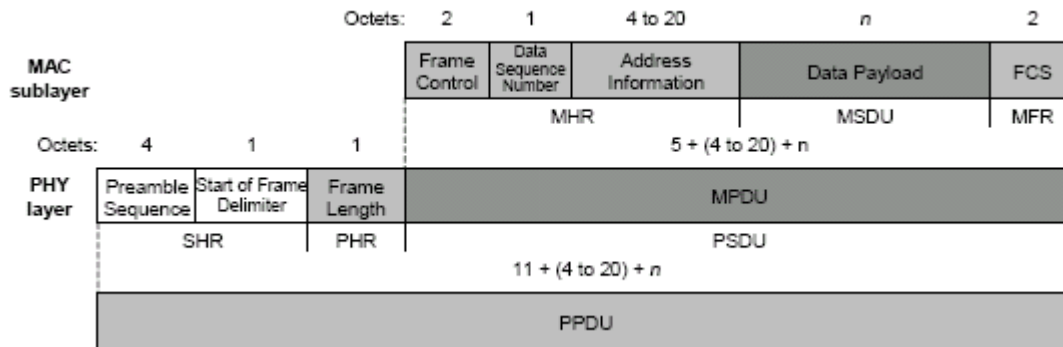 Octets: 2 1 4 to 20 n 2
MAC sublayer
Frame Control
Data Sequence Number
Address Information
Data Payload
FCS
MHR MSDU MFR
Octets: 4 1 1 5 + (4 to 20) + n
PHY layer
Preamble Sequence
Start of Frame Delimiter
Frame Length
MPDU
SHR PHR PSDU
11 + (4 to 20) + n
PPDU